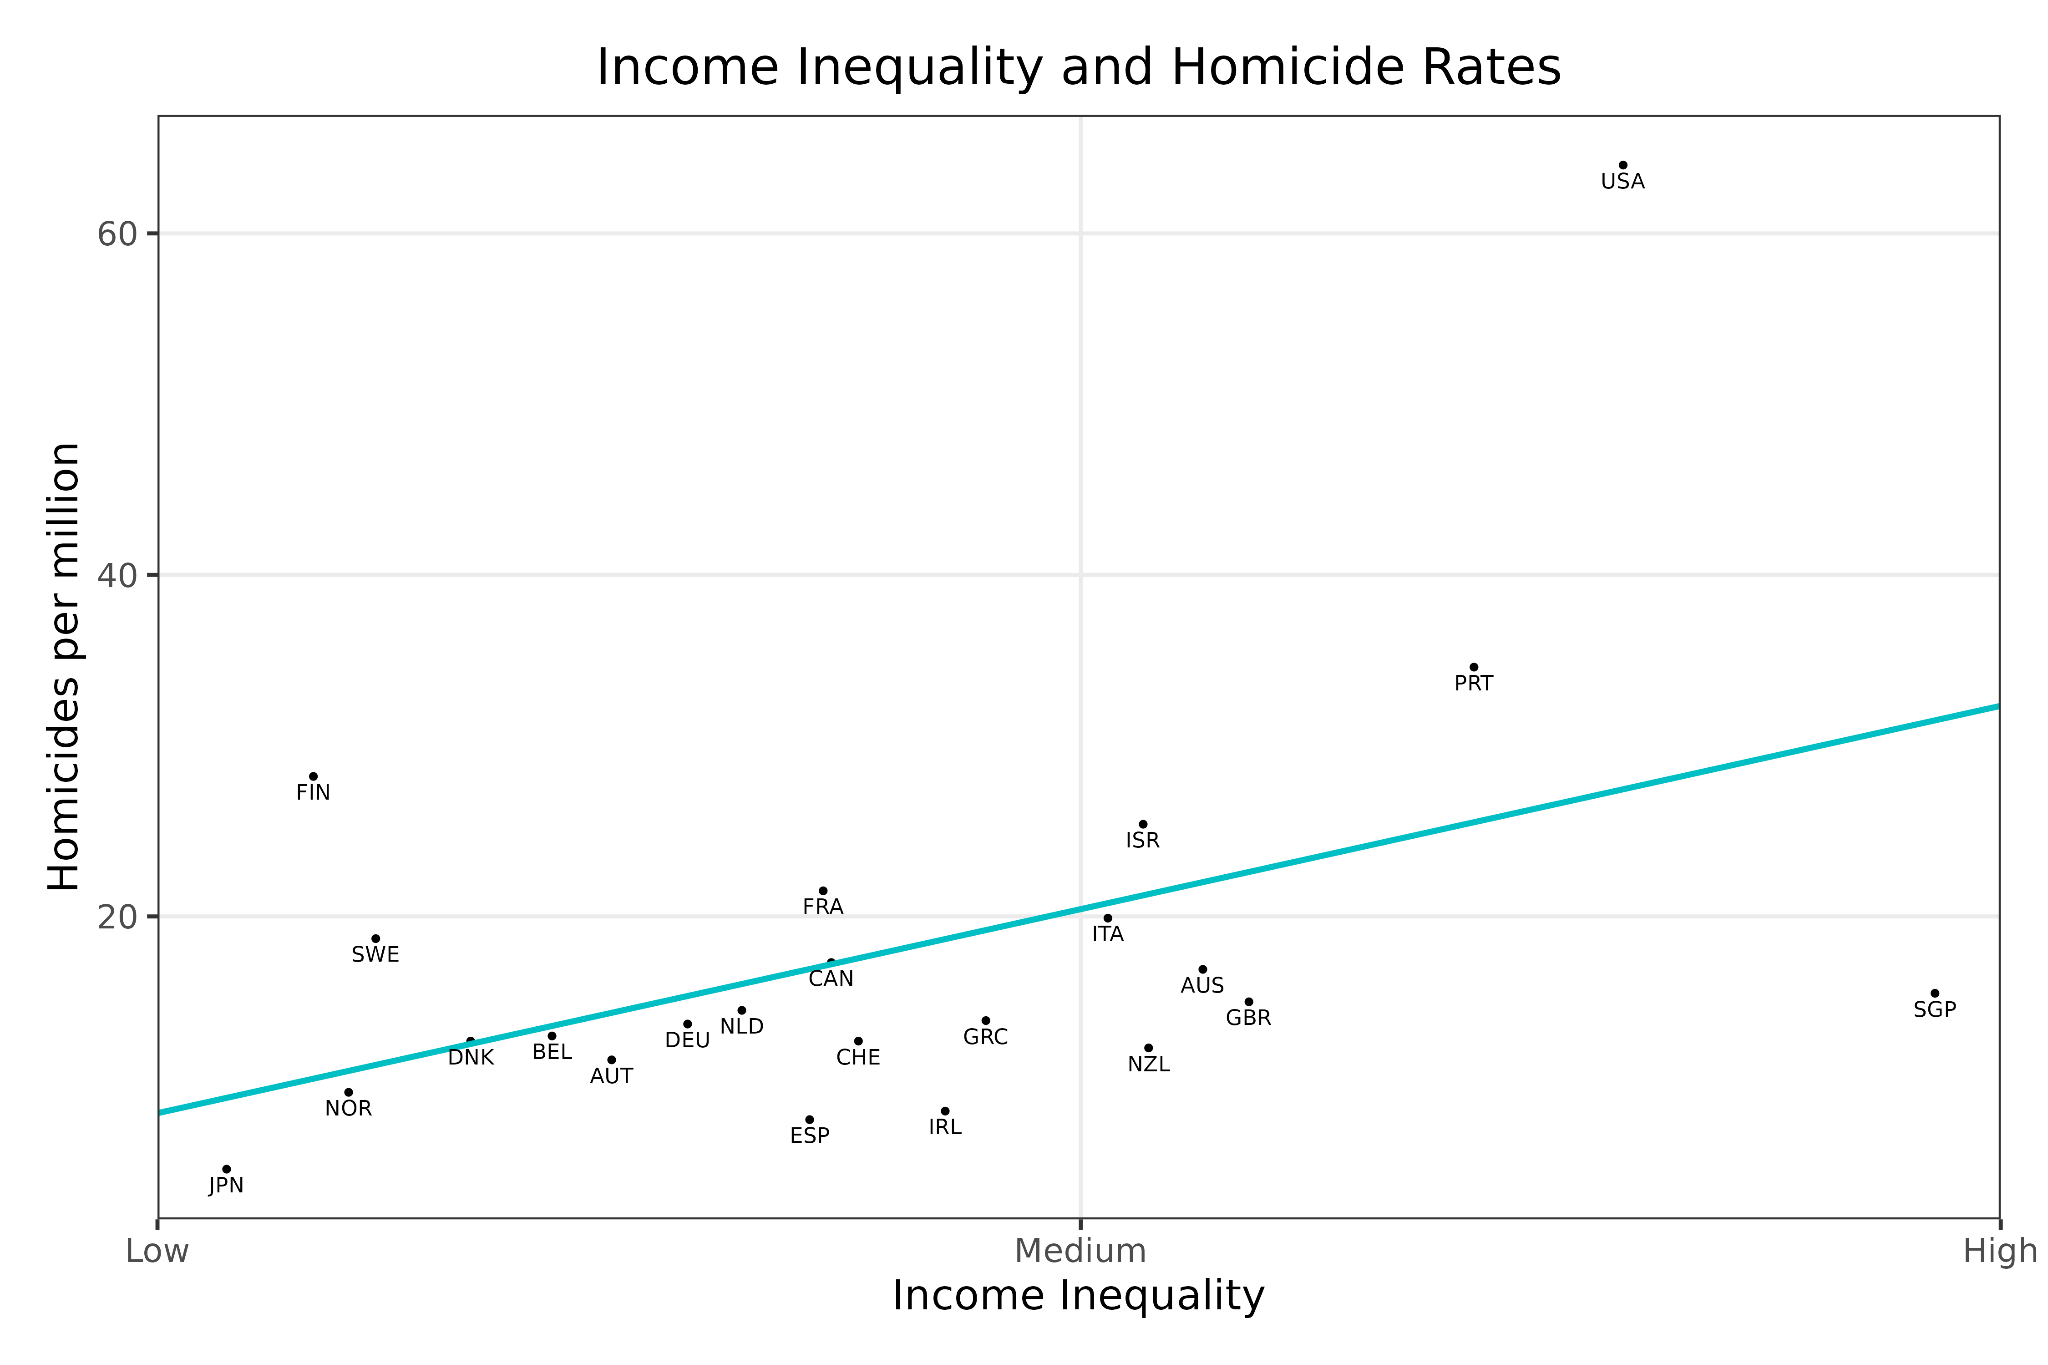 Income Inequality and Homicide Rates
Homicides per million
60
40
20
USA
PRT
FIN
ISR
FRA
ITA
SWE
CAN
AUS
SGP
GBR
NLD
GRC
DEU
BEL
DNK
CHE
NZL
AUT
NOR
IRL
ESP
JPN
Low
Medium
High
Income Inequality